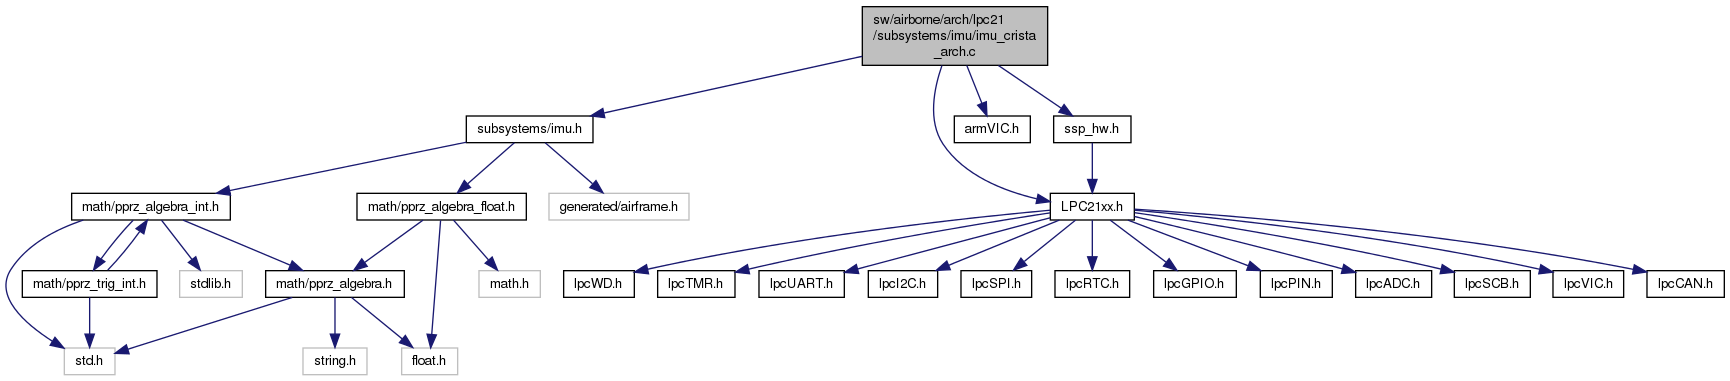 sw/airborne/arch/lpc21
/subsystems/imu/imu_crista
_arch.c
subsystems/imu.h
armVIC.h
ssp_hw.h
math/pprz_algebra_int.h
math/pprz_algebra_float.h
generated/airframe.h
LPC21xx.h
math/pprz_trig_int.h
stdlib.h
math/pprz_algebra.h
math.h
lpcWD.h
lpcTMR.h
lpcUART.h
lpcI2C.h
lpcSPI.h
lpcRTC.h
lpcGPIO.h
lpcPIN.h
lpcADC.h
lpcSCB.h
lpcVIC.h
lpcCAN.h
std.h
string.h
float.h